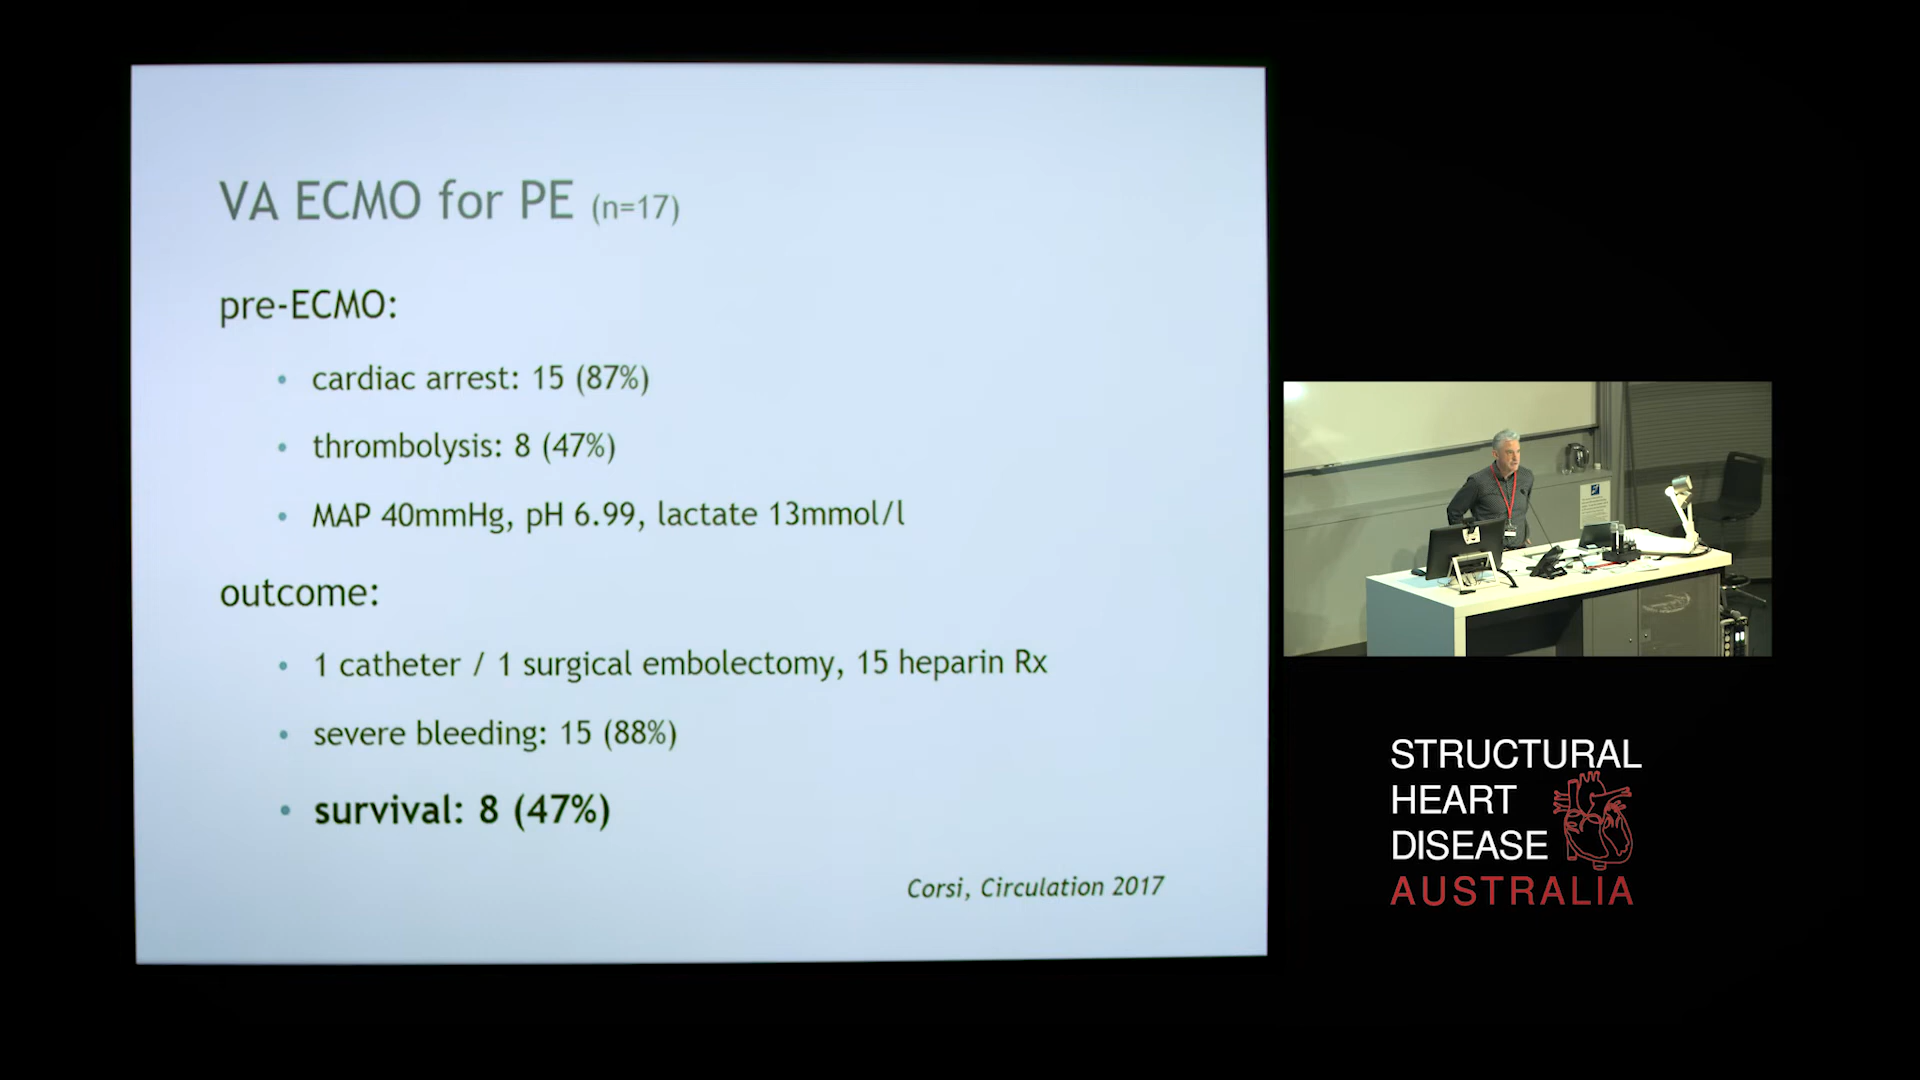 VA ECMO for PE (n=17)
pre-ECMO:
• cardiac arrest: 15 (87%)
• thrombolysis: 8 (47%)
• MAP 40mmHg, pH 6.99, lactate 13mmol/l
outcome:
• 1 catheter / 1 surgical embolectomy, 15 heparin Rx
• severe bleeding: 15 (88%)
• survival: 8 (47%)
Corsi, Circulation 2017
STRUCTURAL
HEART
DISEASE
AUSTRALIA